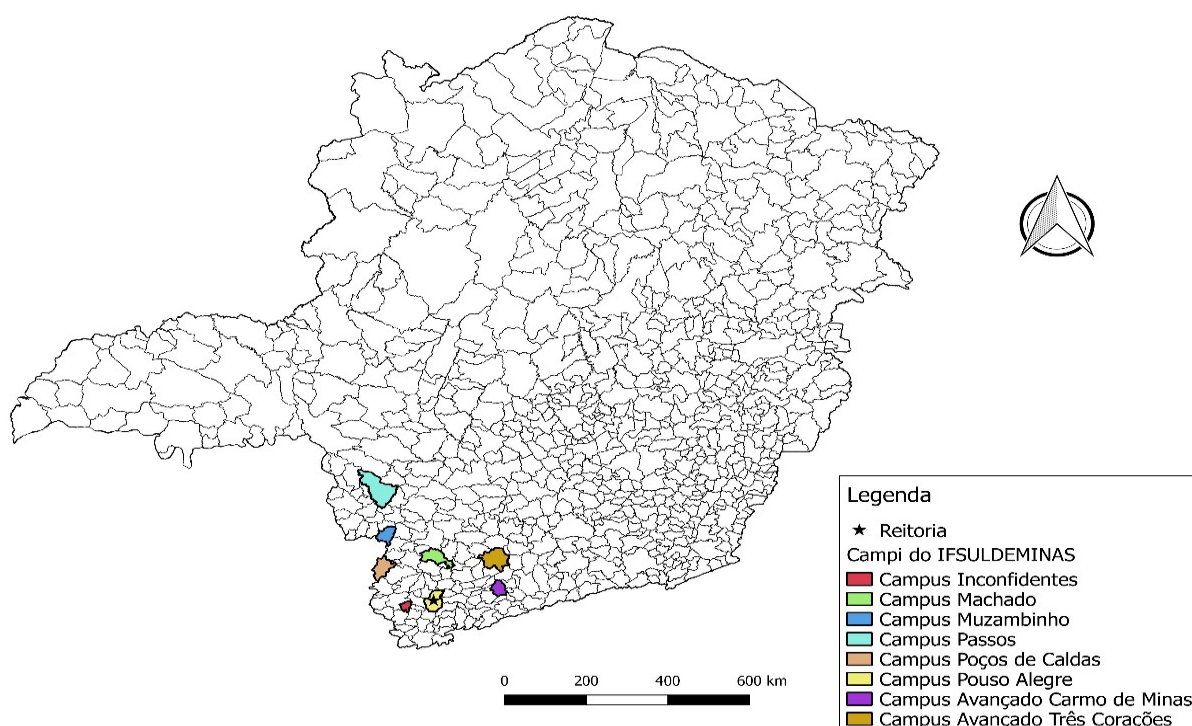 Legenda
Reitoria
Campi do IFSULDEMINAS
Campus Inconfidentes
Campus Machado
Campus Muzambinho
Campus Passos
Campus Poços de Caldas
Campus Pouso Alegre
Campus Avançado Carmo de Minas
Campus Avançado Três Corações
0 200 400 600 km